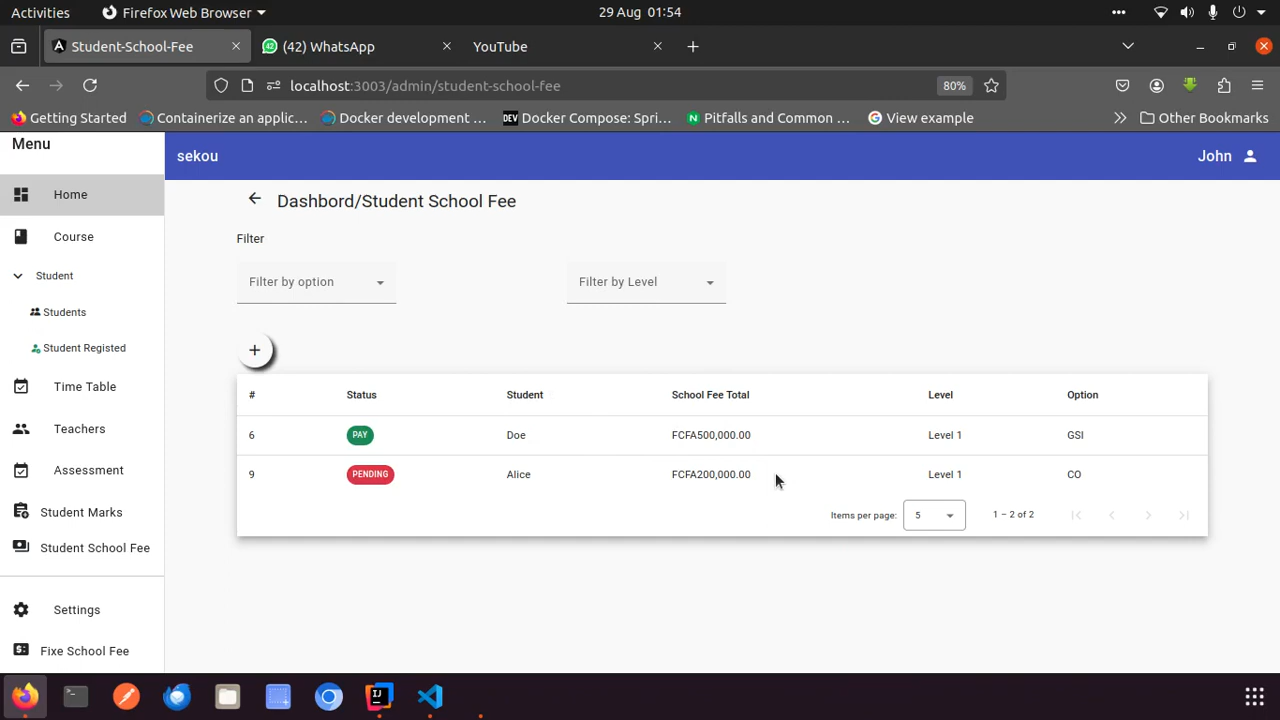 Activities Firefox Web Browser 29 Aug 01:54
Student-School-Fee (42) WhatsApp YouTube
localhost:3003/admin/student-school-fee 80%
Getting Started Containerize an applic... Docker development ... DEV Docker Compose: Spri... Pitfalls and Common ... View example Other Bookmarks
Menu
sekou John
Home
Course
Student
Students
Student Registed
Time Table
Teachers
Assessment
Student Marks
Student School Fee
Settings
Fixe School Fee
Dashbord/Student School Fee
Filter
Filter by option Filter by Level
+
# Status Student School Fee Total Level Option
6 PAY Doe FCFA500,000.00 Level 1 GSI
9 PENDING Alice FCFA200,000.00 Level 1 CO
Items per page: 5 1 – 2 of 2